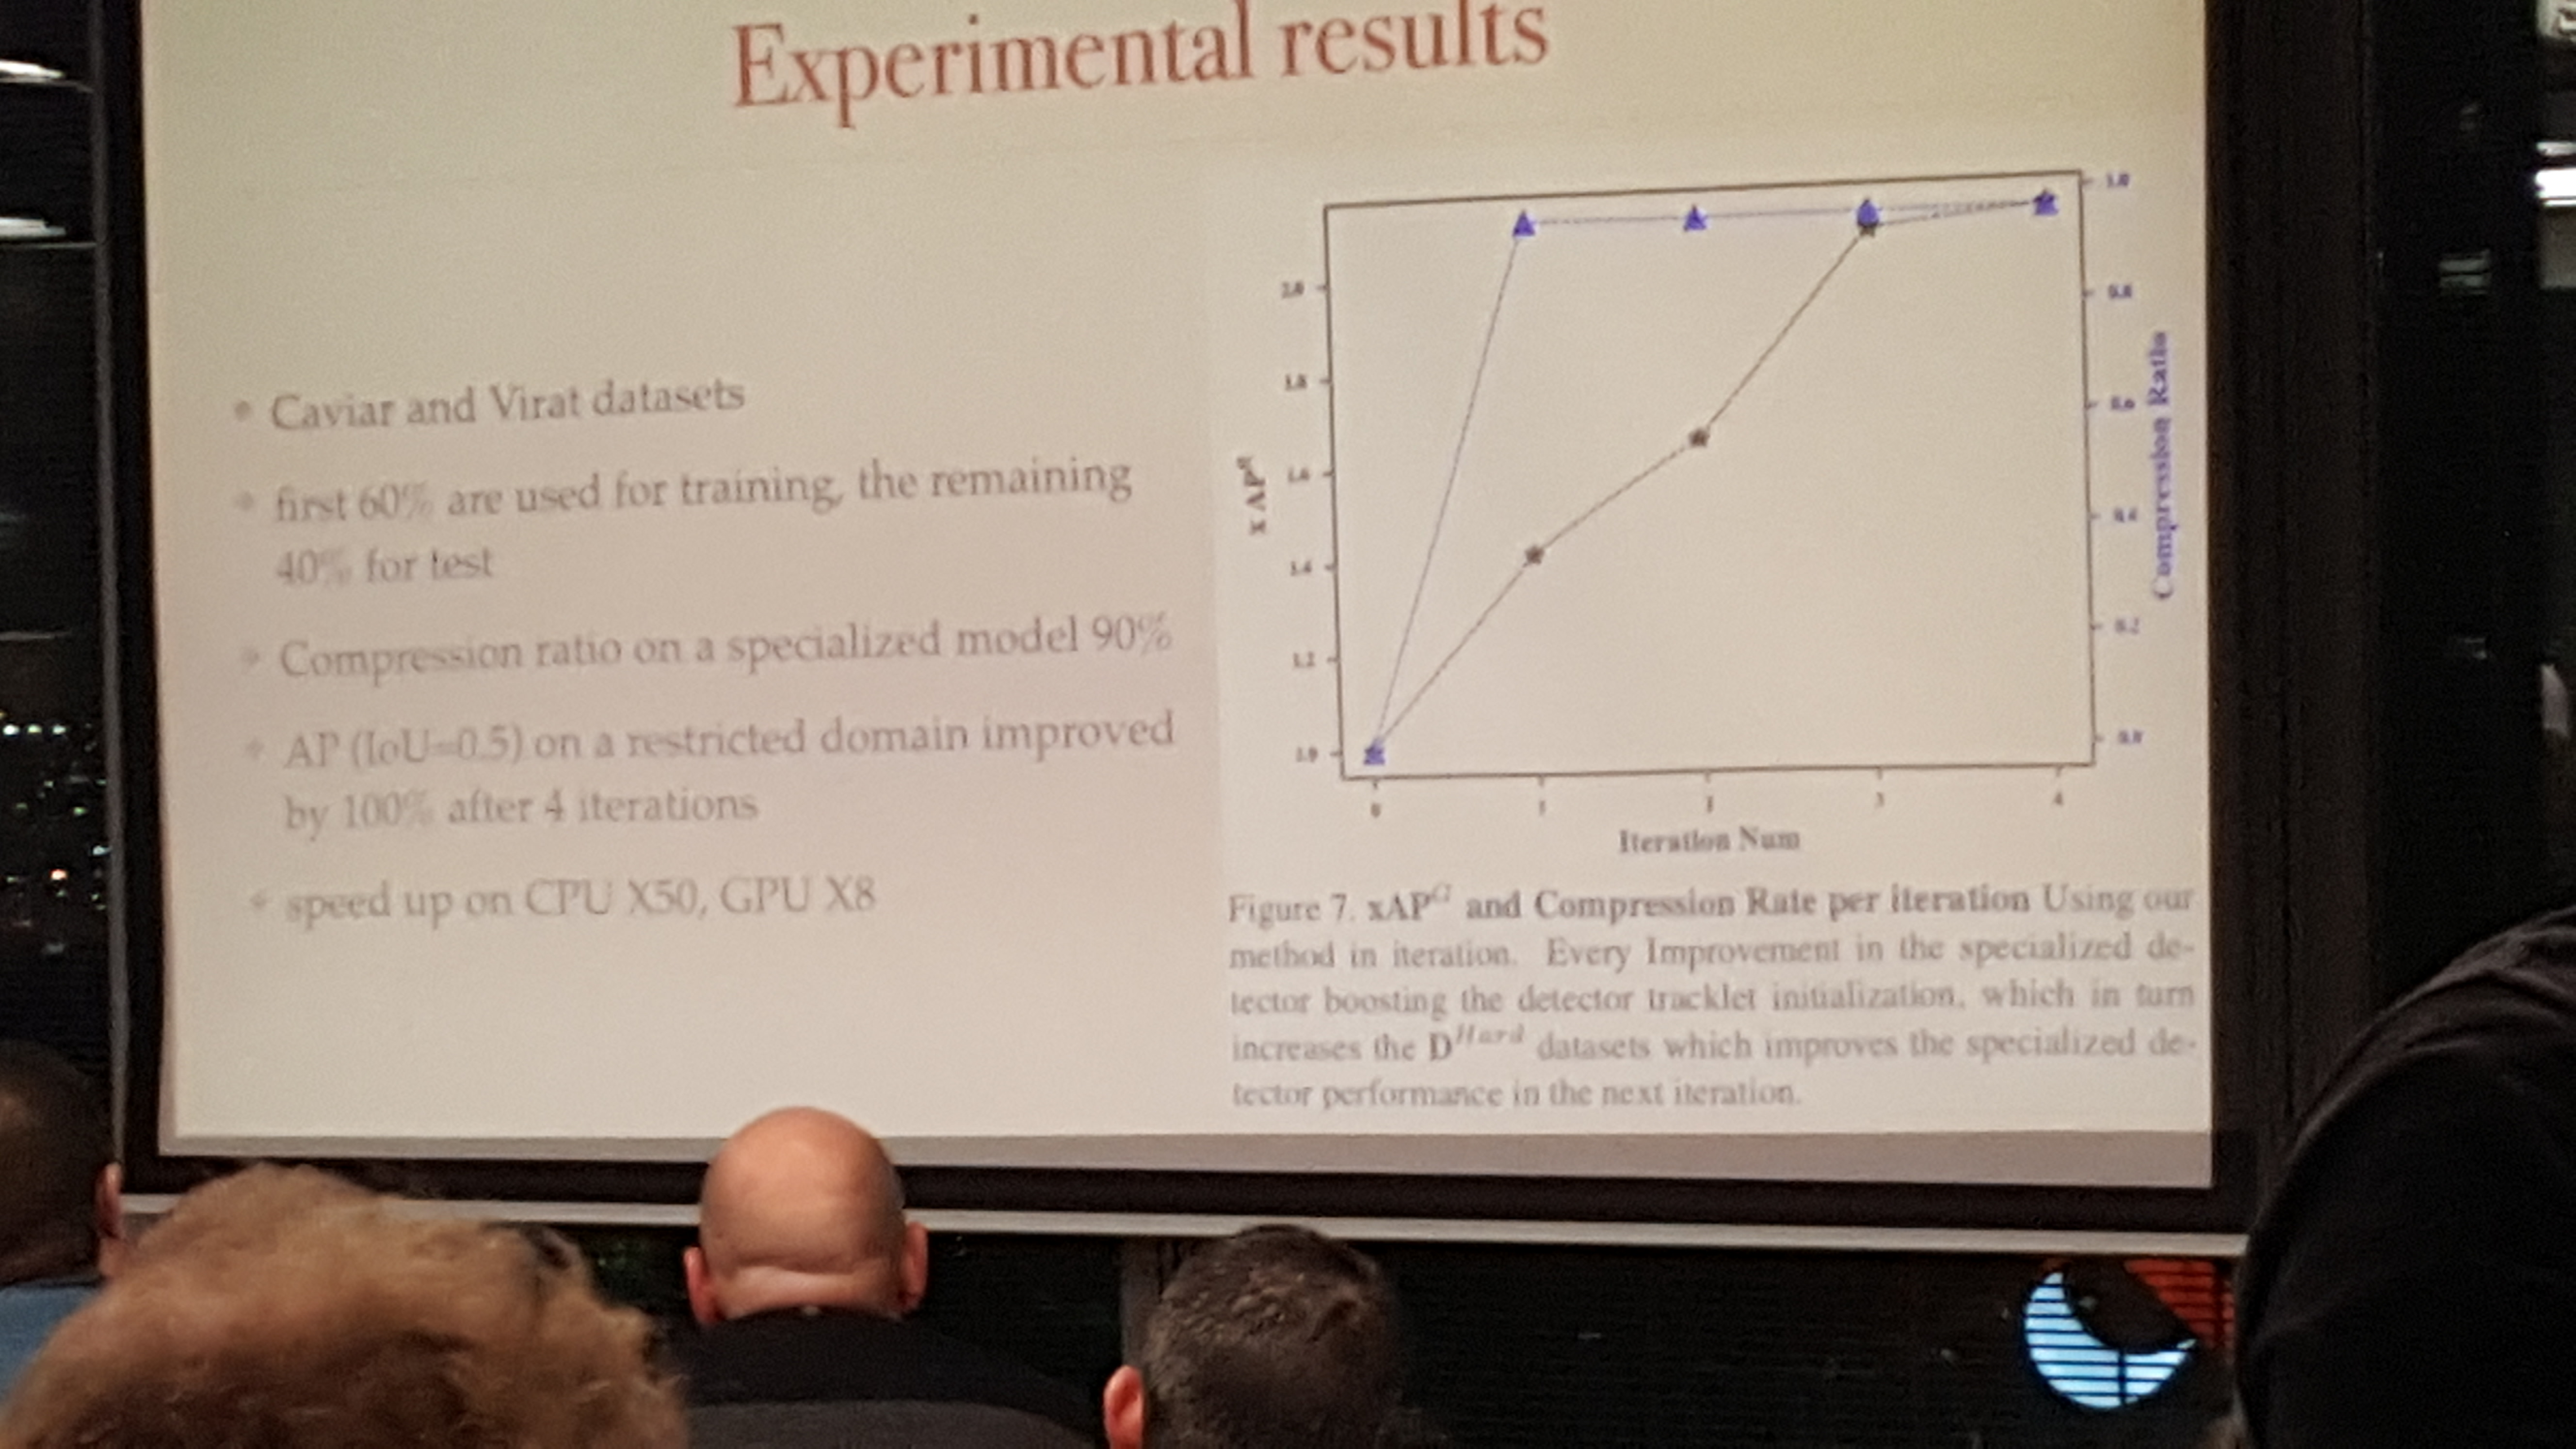 Experimental results
• Caviar and Virat datasets
• first 60% are used for training, the remaining
40% for test
• Compression ratio on a specialized model 90%
• AP (IoU=0.5) on a restricted domain improved
by 100% after 4 iterations
• speed up on CPU X50, GPU X8
2.0
1.8
1.6
1.4
1.2
1.0
x AP^G
1.0
0.8
0.6
0.4
0.2
0.0
Compression Ratio
0 1 2 3 4
Iteration Num
Figure 7. xAP^G and Compression Rate per iteration Using our
method in iteration. Every Improvement in the specialized de-
tector boosting the detector tracklet initialization, which in turn
increases the D^Hard datasets which improves the specialized de-
tector performance in the next iteration.